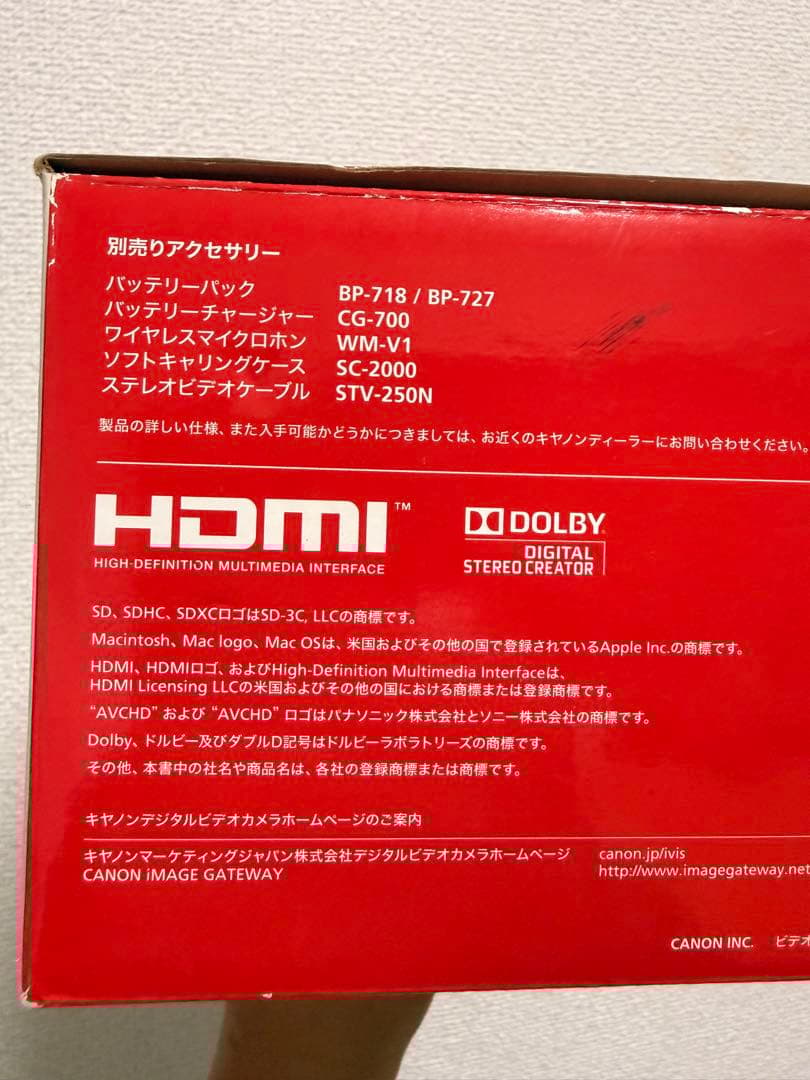 別売りアクセサリー
バッテリーパック BP-718 / BP-727
バッテリーチャージャー CG-700
ワイヤレスマイクロホン WM-V1
ソフトキャリングケース SC-2000
ステレオビデオケーブル STV-250N
製品の詳しい仕様、また入手可能かどうかにつきましては、お近くのキヤノンディーラーにお問い合わせください。
HDMI™
HIGH-DEFINITION MULTIMEDIA INTERFACE
DOLBY
DIGITAL
STEREO CREATOR
SD、SDHC、SDXCロゴはSD-3C, LLCの商標です。
Macintosh、Mac logo、Mac OSは、米国およびその他の国で登録されているApple Inc.の商標です。
HDMI、HDMIロゴ、およびHigh-Definition Multimedia Interfaceは、
HDMI Licensing LLCの米国およびその他の国における商標または登録商標です。
“AVCHD” および “AVCHD” ロゴはパナソニック株式会社とソニー株式会社の商標です。
Dolby、ドルビー及びダブルD記号はドルビーラボラトリーズの商標です。
その他、本書中の社名や商品名は、各社の登録商標または商標です。
キヤノンデジタルビデオカメラホームページのご案内
キヤノンマーケティングジャパン株式会社デジタルビデオカメラホームページ canon.jp/ivis
CANON iMAGE GATEWAY http://www.imagegateway.net
CANON INC. ビデオ